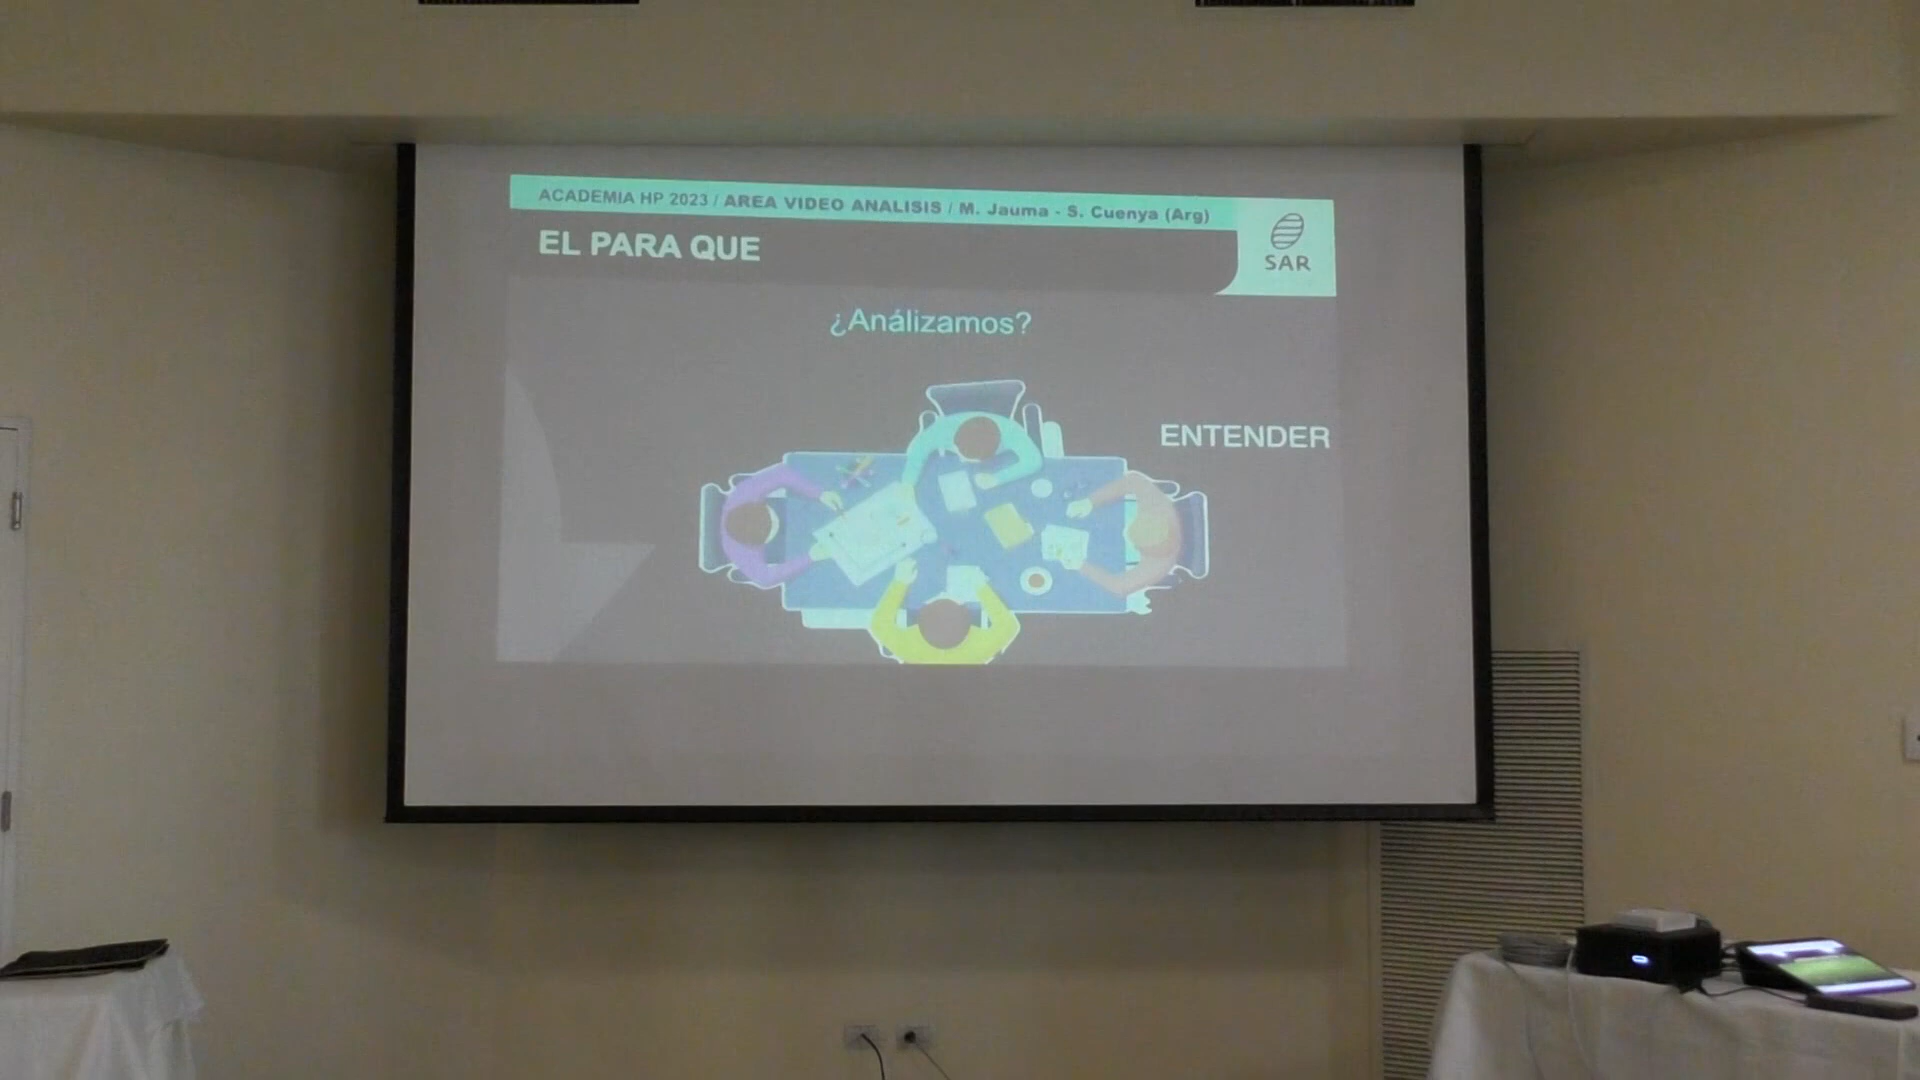 ACADEMIA HP 2023 / AREA VIDEO ANALISIS / M. Jauma - S. Cuenya (Arg)
EL PARA QUE
SAR
¿Análizamos?
ENTENDER